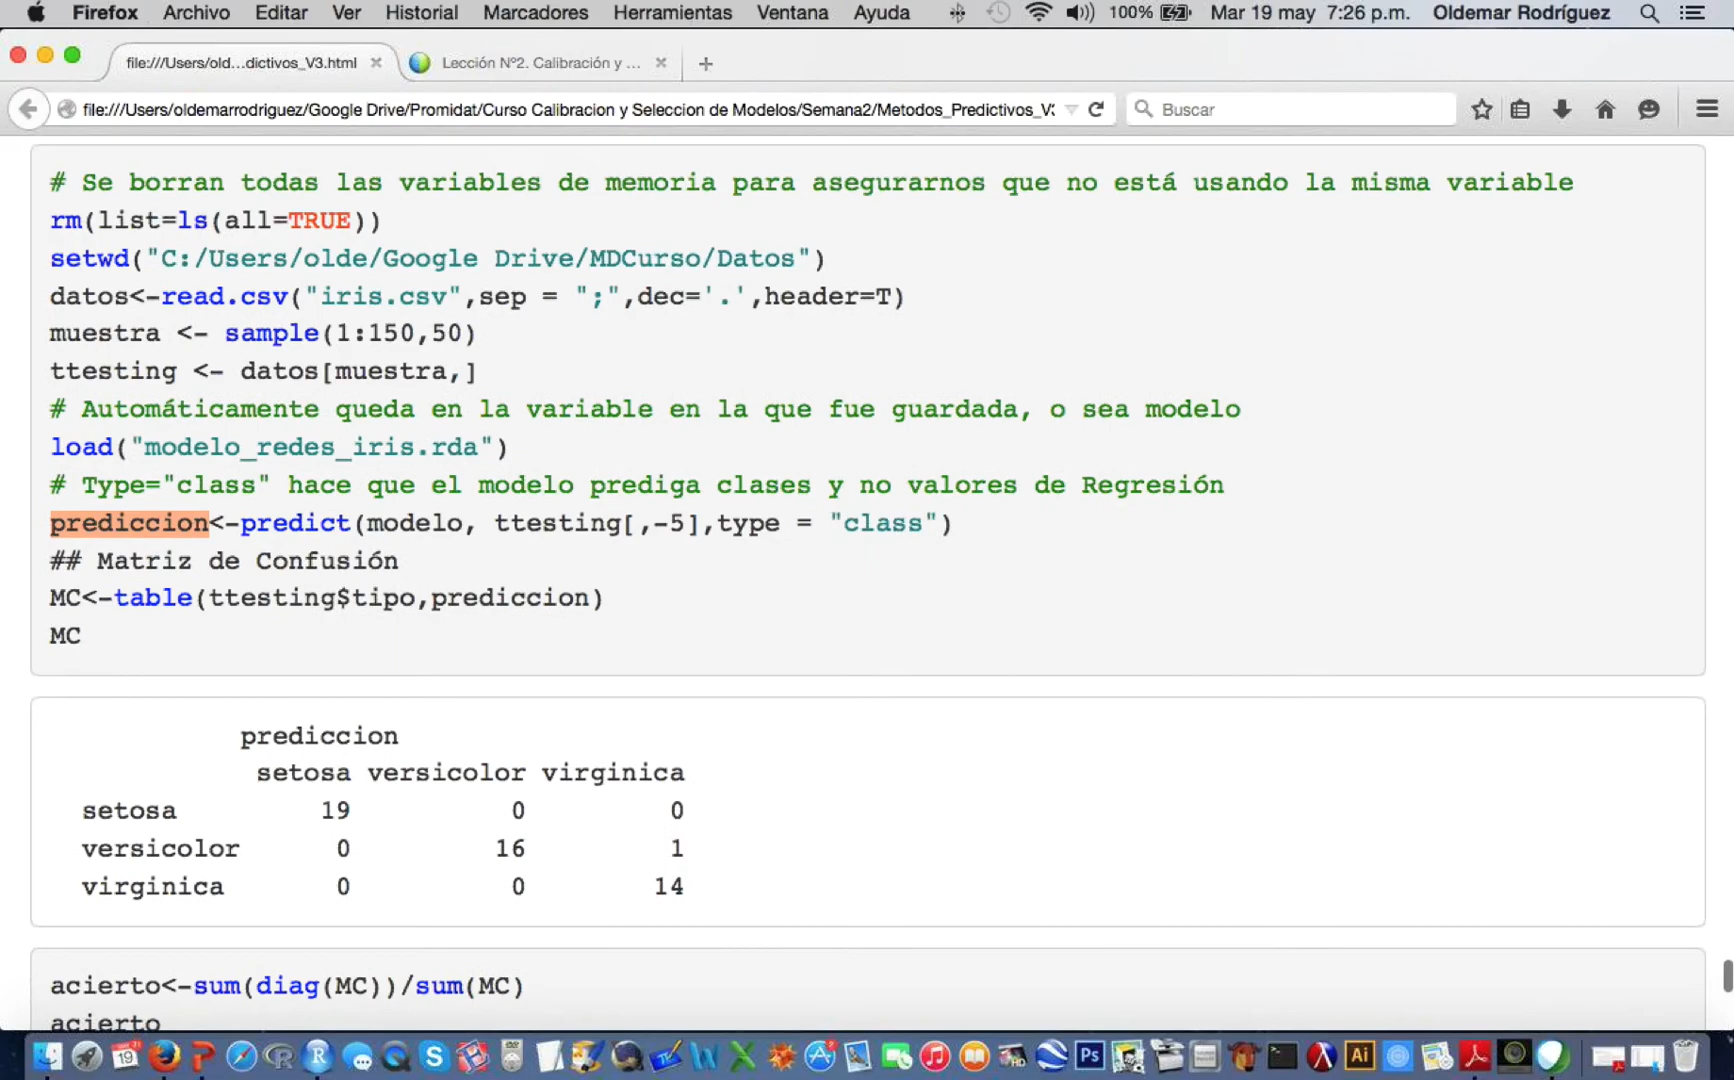 Firefox Archivo Editar Ver Historial Marcadores Herramientas Ventana Ayuda 100% Mar 19 may 7:26 p.m. Oldemar Rodríguez
file:///Users/old...dictivos_V3.html Lección Nº2. Calibración y ...
file:///Users/oldemarrodriguez/Google Drive/Promidat/Curso Calibracion y Seleccion de Modelos/Semana2/Metodos_Predictivos_V: Buscar
# Se borran todas las variables de memoria para asegurarnos que no está usando la misma variable
rm(list=ls(all=TRUE))
setwd("C:/Users/olde/Google Drive/MDCurso/Datos")
datos<-read.csv("iris.csv",sep = ";",dec='.',header=T)
muestra <- sample(1:150,50)
ttesting <- datos[muestra,]
# Automáticamente queda en la variable en la que fue guardada, o sea modelo
load("modelo_redes_iris.rda")
# Type="class" hace que el modelo prediga clases y no valores de Regresión
prediccion<-predict(modelo, ttesting[,-5],type = "class")
## Matriz de Confusión
MC<-table(ttesting$tipo,prediccion)
MC
prediccion
setosa versicolor virginica
setosa 19 0 0
versicolor 0 16 1
virginica 0 0 14
acierto<-sum(diag(MC))/sum(MC)
acierto
19 Ps Ai